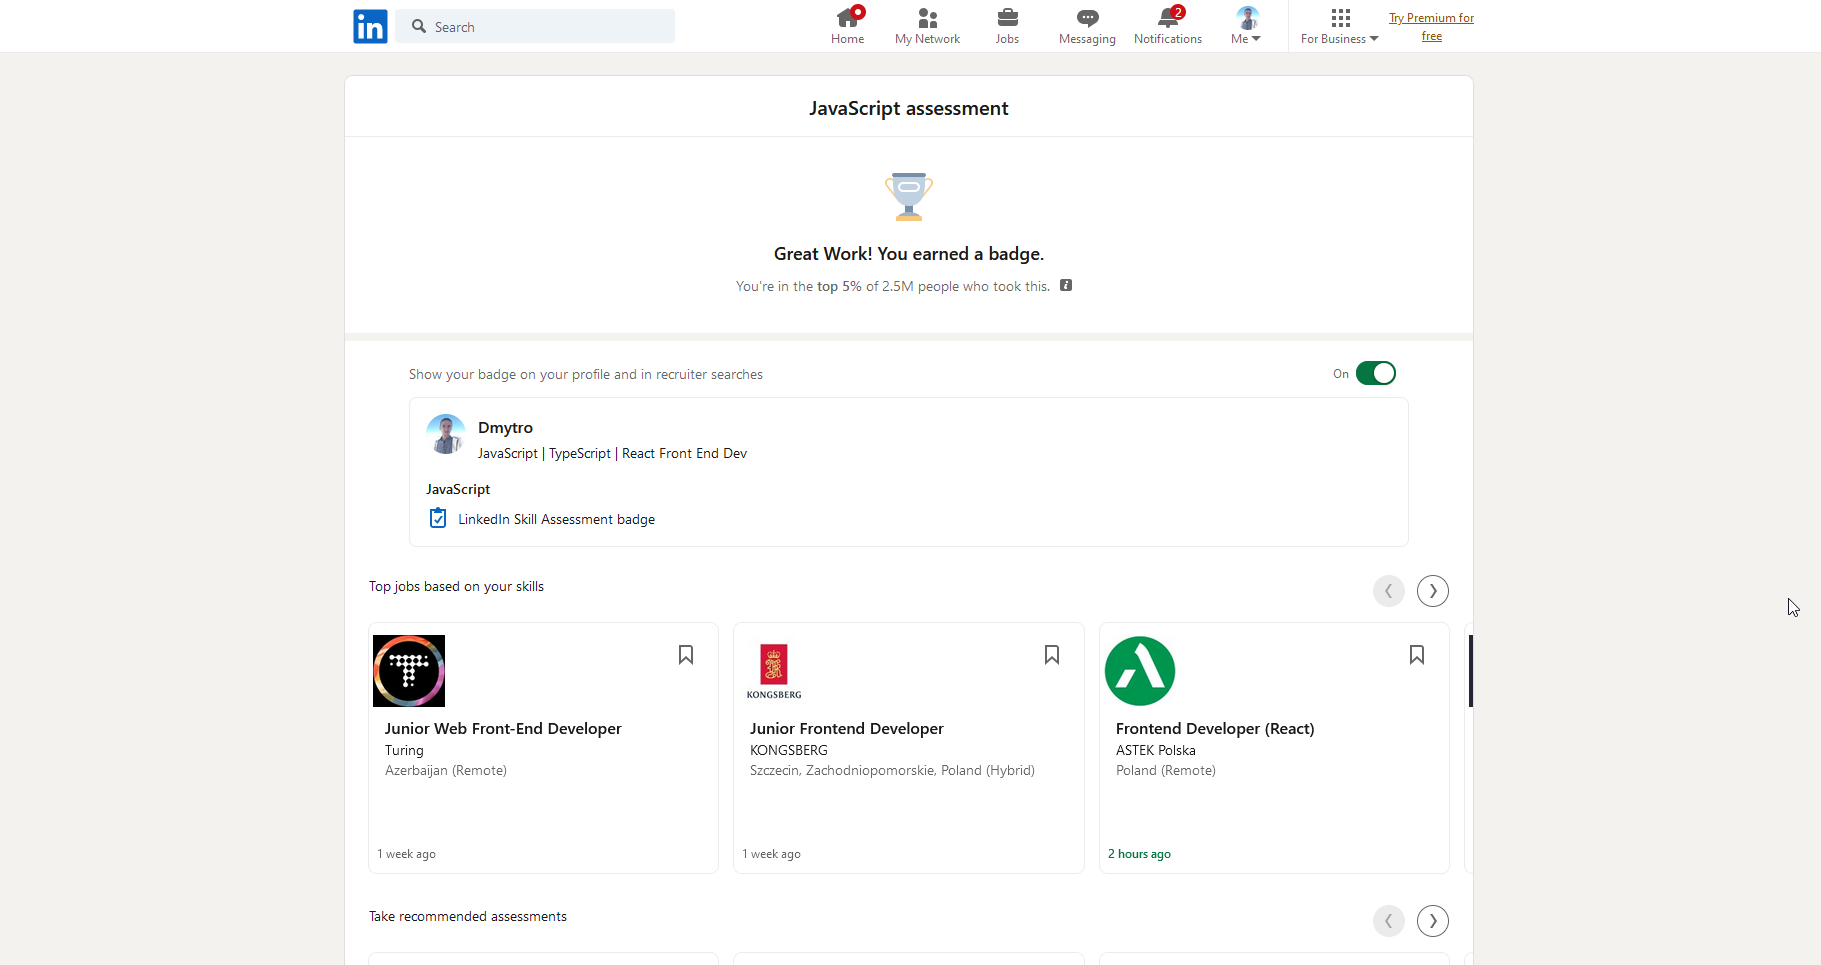 in
Search
Home
My Network
Jobs
Messaging
2
Notifications
Me
For Business
Try Premium for
free
JavaScript assessment
Great Work! You earned a badge.
You're in the top 5% of 2.5M people who took this.
Show your badge on your profile and in recruiter searches
On
Dmytro
JavaScript | TypeScript | React Front End Dev
JavaScript
LinkedIn Skill Assessment badge
Top jobs based on your skills
Junior Web Front-End Developer
Turing
Azerbaijan (Remote)
1 week ago
KONGSBERG
Junior Frontend Developer
KONGSBERG
Szczecin, Zachodniopomorskie, Poland (Hybrid)
1 week ago
Frontend Developer (React)
ASTEK Polska
Poland (Remote)
2 hours ago
Take recommended assessments